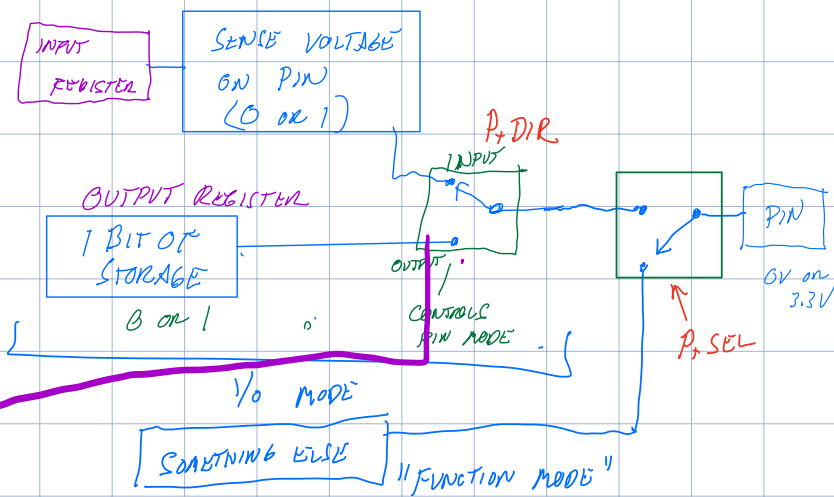 INPUT
REGISTER
SENSE VOLTAGE
ON PIN
(0 OR 1)
PxDIR
INPUT
OUTPUT REGISTER
1 BIT OF
STORAGE
0 OR 1
OUTPUT
CONTROLS
PIN MODE
PIN
0V OR
3.3V
PxSEL
I/O MODE
SOMETHING ELSE
"FUNCTION MODE"